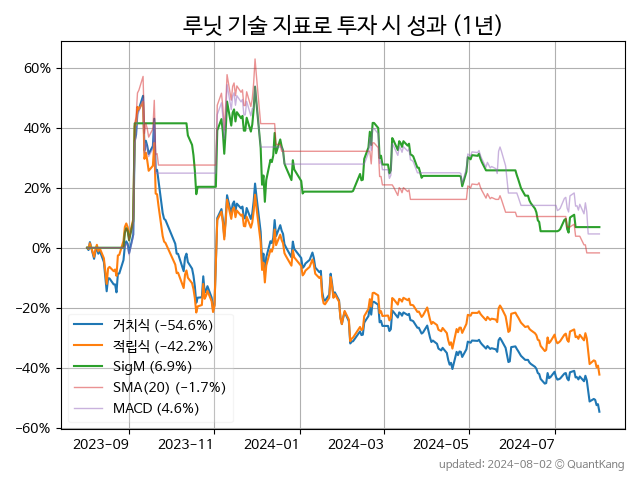 루닛 기술 지표로 투자 시 성과 (1년)
60%
40%
20%
0%
−20%
−40%
−60%
거치식 (−54.6%)
적립식 (−42.2%)
SigM (6.9%)
SMA(20) (−1.7%)
MACD (4.6%)
2023-09 2023-11 2024-01 2024-03 2024-05 2024-07
updated: 2024-08-02 © QuantKang